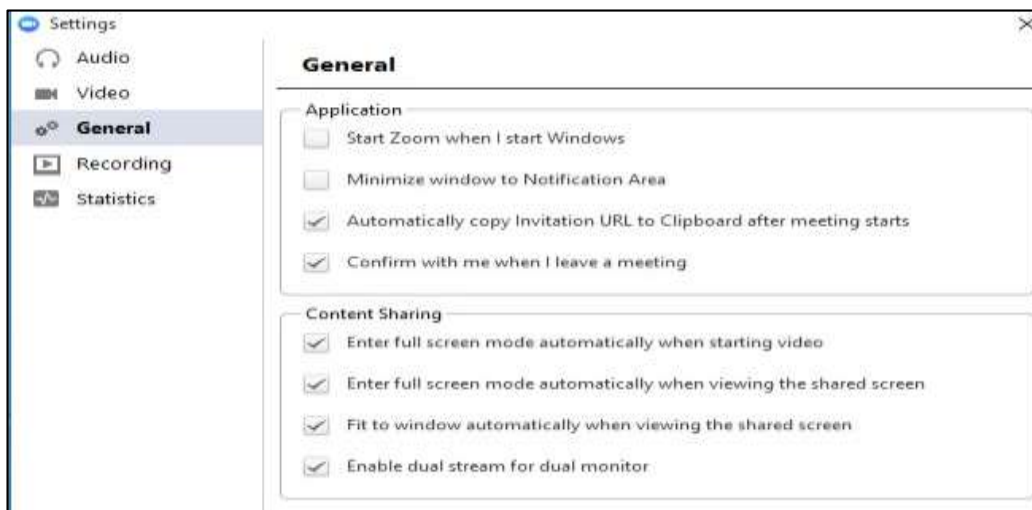 Settings
Audio
Video
General
Recording
Statistics
General
Application
Start Zoom when I start Windows
Minimize window to Notification Area
Automatically copy Invitation URL to Clipboard after meeting starts
Confirm with me when I leave a meeting
Content Sharing
Enter full screen mode automatically when starting video
Enter full screen mode automatically when viewing the shared screen
Fit to window automatically when viewing the shared screen
Enable dual stream for dual monitor